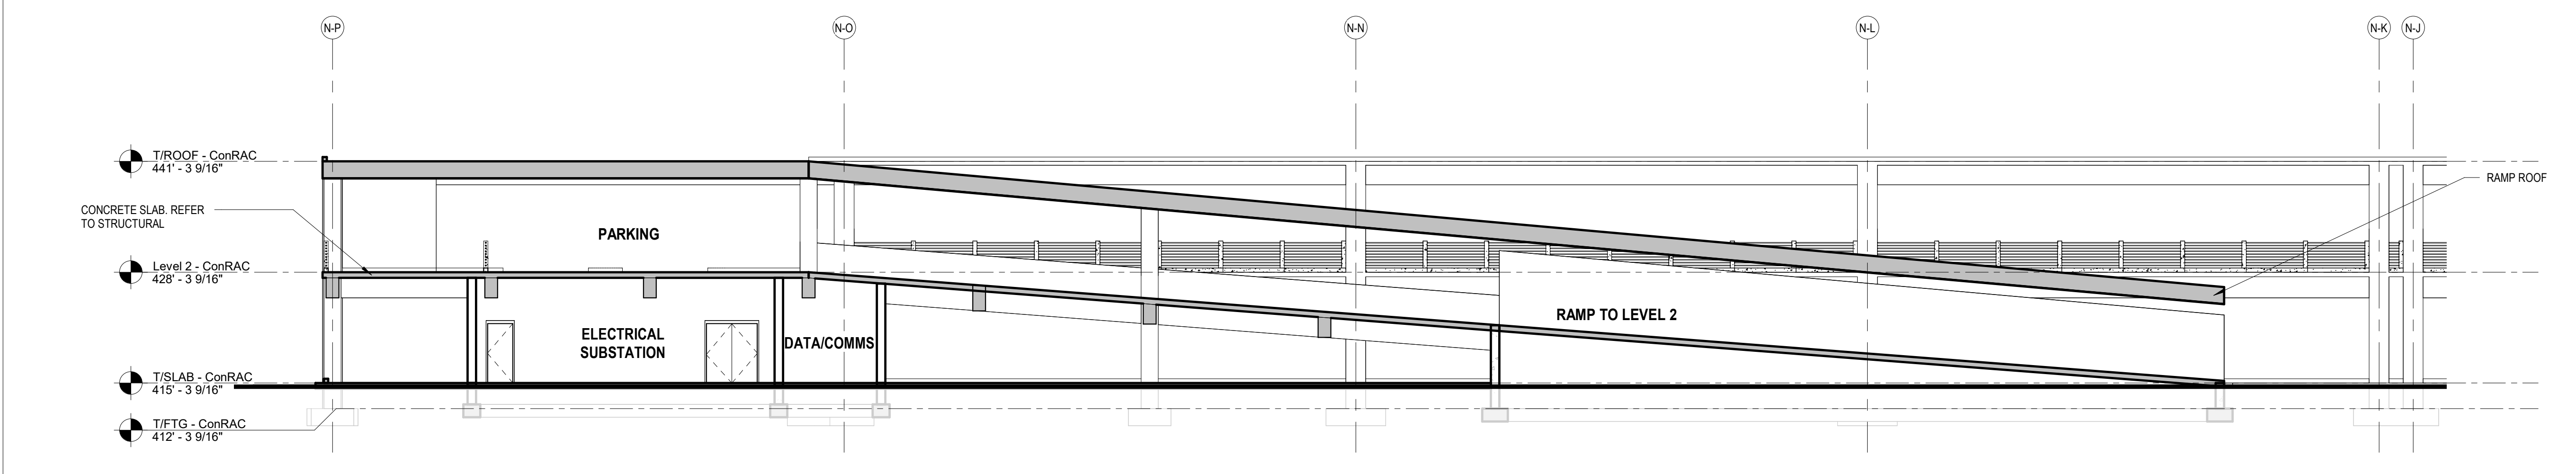 N-P
N-O
N-N
N-L
N-K
N-J
T/ROOF - ConRAC
441' - 3 9/16"
RAMP ROOF
CONCRETE SLAB. REFER
TO STRUCTURAL
PARKING
Level 2 - ConRAC
428' - 3 9/16"
RAMP TO LEVEL 2
ELECTRICAL
SUBSTATION
DATA/COMMS
T/SLAB - ConRAC
415' - 3 9/16"
T/FTG - ConRAC
412' - 3 9/16"